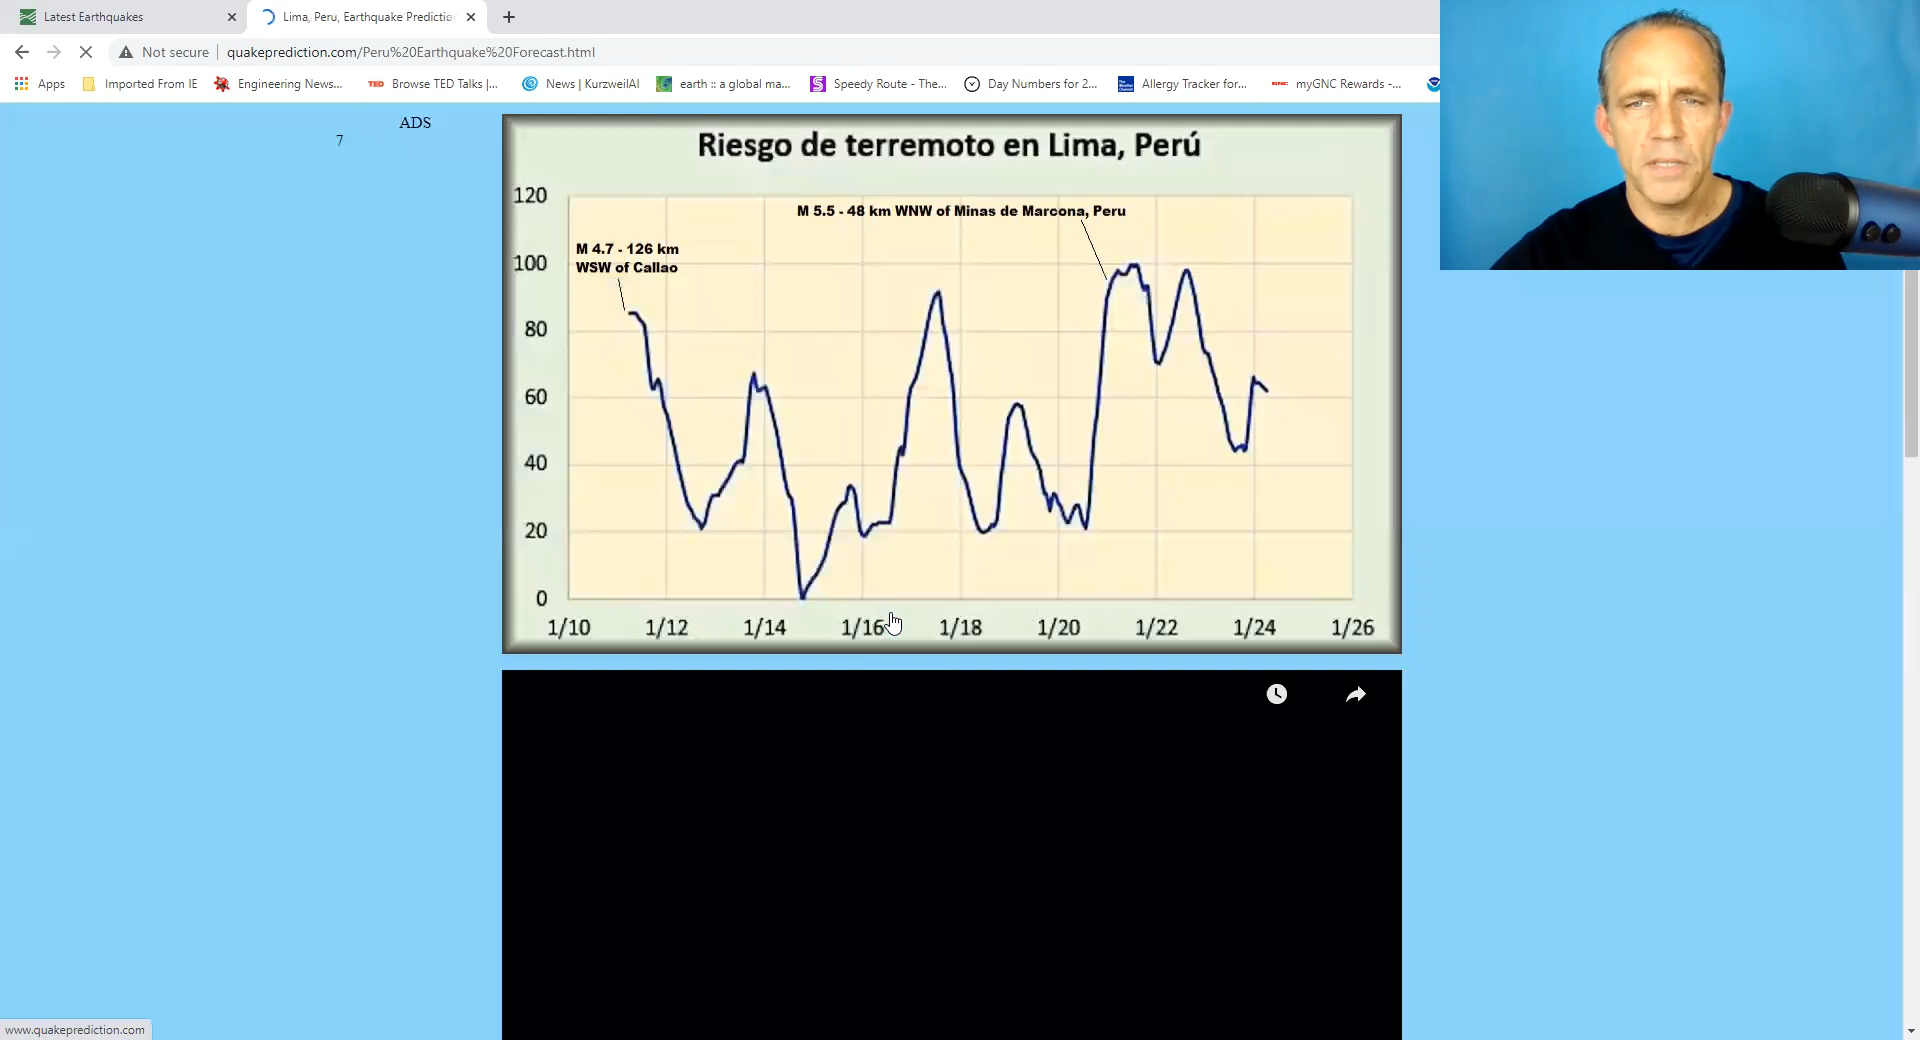 Latest Earthquakes
Lima, Peru, Earthquake Predictio
Not secure
quakeprediction.com/Peru%20Earthquake%20Forecast.html
Apps
Imported From IE
Engineering News...
TED
Browse TED Talks |...
News | KurzweilAI
earth :: a global ma...
Speedy Route - The...
Day Numbers for 2...
Allergy Tracker for...
GNC
myGNC Rewards -...
ADS
7
Riesgo de terremoto en Lima, Perú
120
100
80
60
40
20
0
M 4.7 - 126 km
WSW of Callao
M 5.5 - 48 km WNW of Minas de Marcona, Peru
1/10 1/12 1/14 1/16 1/18 1/20 1/22 1/24 1/26
www.quakeprediction.com